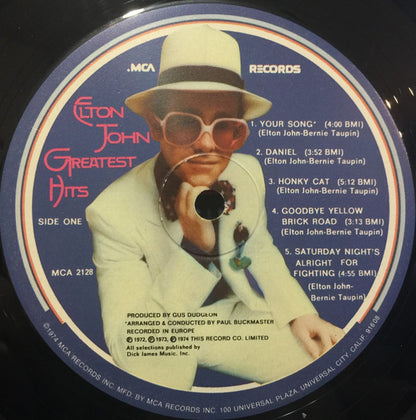 .MCA RECORDS
ELTON
JOHN
GREATEST
HITS
SIDE ONE
MCA 2128
1. YOUR SONG* (4:00 BMI)
(Elton John-Bernie Taupin)
2. DANIEL (3:52 BMI)
(Elton John-Bernie Taupin)
3. HONKY CAT (5:12 BMI)
(Elton John-Bernie Taupin)
4. GOODBYE YELLOW
BRICK ROAD (3:13 BMI)
(Elton John-Bernie Taupin)
5. SATURDAY NIGHT'S
ALRIGHT FOR
FIGHTING (4:55 BMI)
(Elton John-
Bernie Taupin)
PRODUCED BY GUS DUDGEON
*ARRANGED & CONDUCTED BY PAUL BUCKMASTER
RECORDED IN EUROPE
℗ 1972, ℗ 1973, ℗ 1974 THIS RECORD CO. LIMITED
All selections published by
Dick James Music, Inc.
©1974 MCA RECORDS INC. MFG. BY MCA RECORDS INC. 100 UNIVERSAL PLAZA, UNIVERSAL CITY, CALIF. 91608